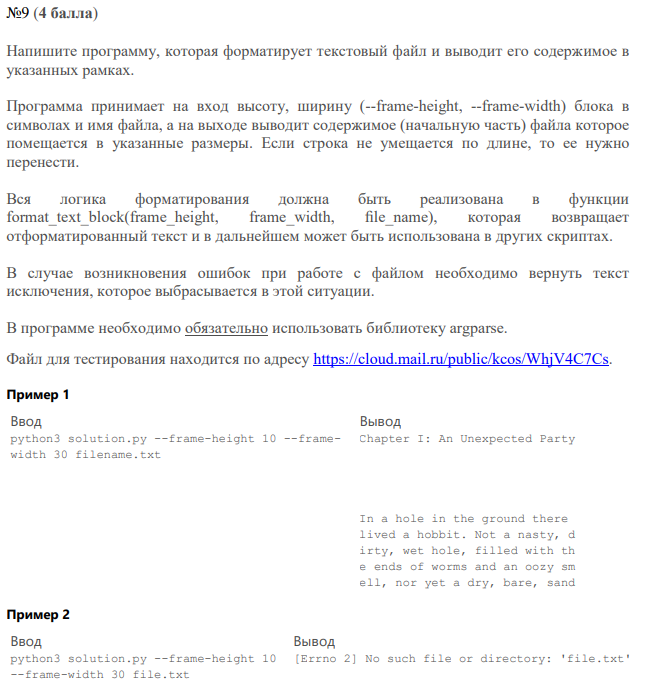 №9 (4 балла)
Напишите программу, которая форматирует текстовый файл и выводит его содержимое в
указанных рамках.
Программа принимает на вход высоту, ширину (--frame-height, --frame-width) блока в
символах и имя файла, а на выходе выводит содержимое (начальную часть) файла которое
помещается в указанные размеры. Если строка не умещается по длине, то ее нужно
перенести.
Вся логика форматирования должна быть реализована в функции
format_text_block(frame_height, frame_width, file_name), которая возвращает
отформатированный текст и в дальнейшем может быть использована в других скриптах.
В случае возникновения ошибок при работе с файлом необходимо вернуть текст
исключения, которое выбрасывается в этой ситуации.
В программе необходимо обязательно использовать библиотеку argparse.
Файл для тестирования находится по адресу https://cloud.mail.ru/public/kcos/WhjV4C7Cs.
Пример 1
Ввод
python3 solution.py --frame-height 10 --frame-
width 30 filename.txt
Вывод
Chapter I: An Unexpected Party
In a hole in the ground there
lived a hobbit. Not a nasty, d
irty, wet hole, filled with th
e ends of worms and an oozy sm
ell, nor yet a dry, bare, sand
Пример 2
Ввод
python3 solution.py --frame-height 10
--frame-width 30 file.txt
Вывод
[Errno 2] No such file or directory: 'file.txt'